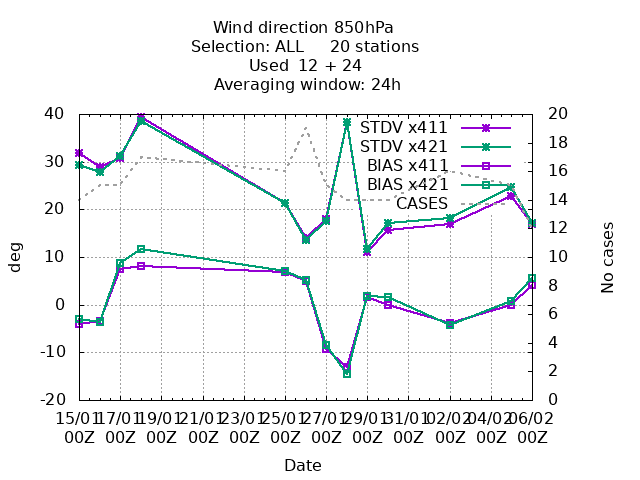 Wind direction 850hPa
Selection: ALL 20 stations
Used 12 + 24
Averaging window: 24h
40 30 20 10 0 -10 -20
deg
20 18 16 14 12 10 8 6 4 2 0
No cases
STDV x411
STDV x421
BIAS x411
BIAS x421
CASES
15/01 17/01 19/01 21/01 23/01 25/01 27/01 29/01 31/01 02/02 04/02 06/02
00Z 00Z 00Z 00Z 00Z 00Z 00Z 00Z 00Z 00Z 00Z 00Z
Date